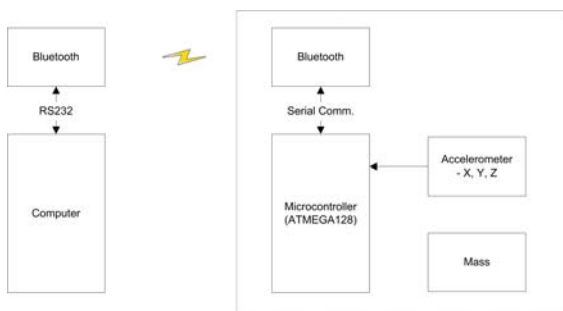 Bluetooth
RS232
Computer
Bluetooth
Serial Comm.
Microcontroller
(ATMEGA128)
Accelerometer
- X, Y, Z
Mass